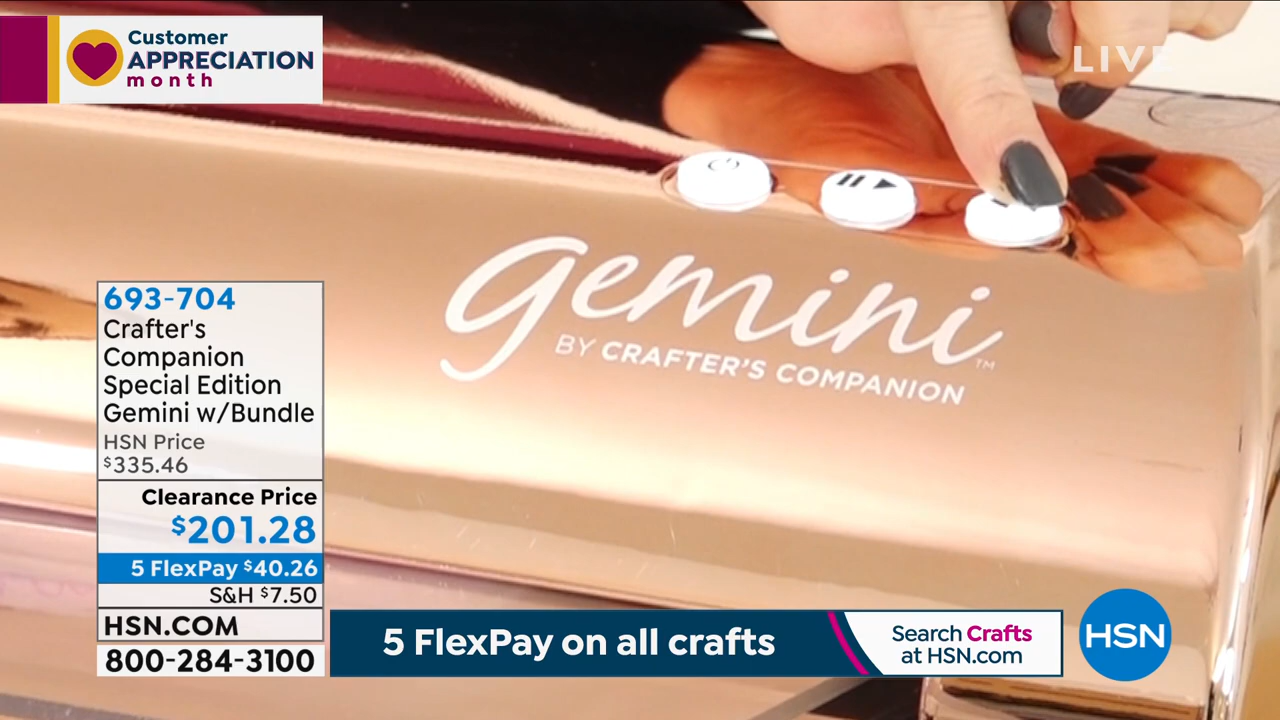 Customer
APPRECIATION
month
LIVE
gemini™
BY CRAFTER'S COMPANION
693-704
Crafter's
Companion
Special Edition
Gemini w/Bundle
HSN Price
$335.46
Clearance Price
$201.28
5 FlexPay $40.26
S&H $7.50
HSN.COM
800-284-3100
5 FlexPay on all crafts
Search Crafts
at HSN.com
HSN